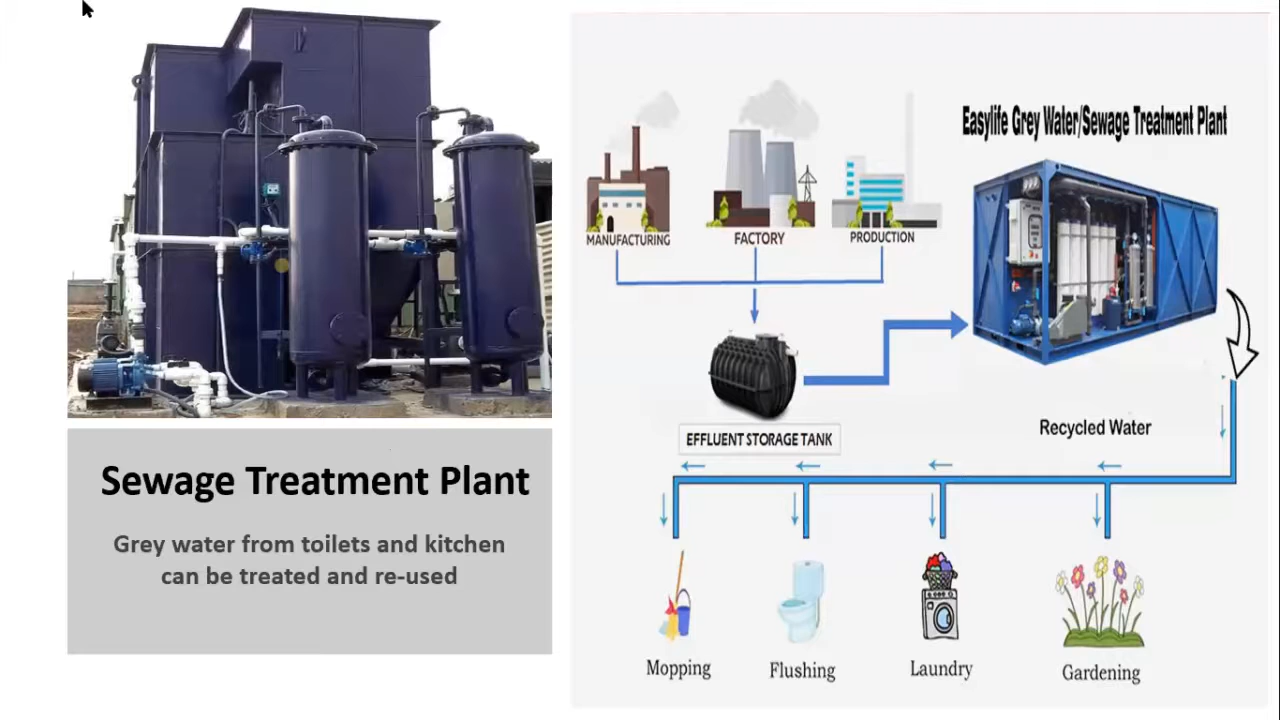 Sewage Treatment Plant
Grey water from toilets and kitchen
can be treated and re-used
Easylife Grey Water/Sewage Treatment Plant
MANUFACTURING
FACTORY
PRODUCTION
EFFLUENT STORAGE TANK
Recycled Water
Mopping
Flushing
Laundry
Gardening